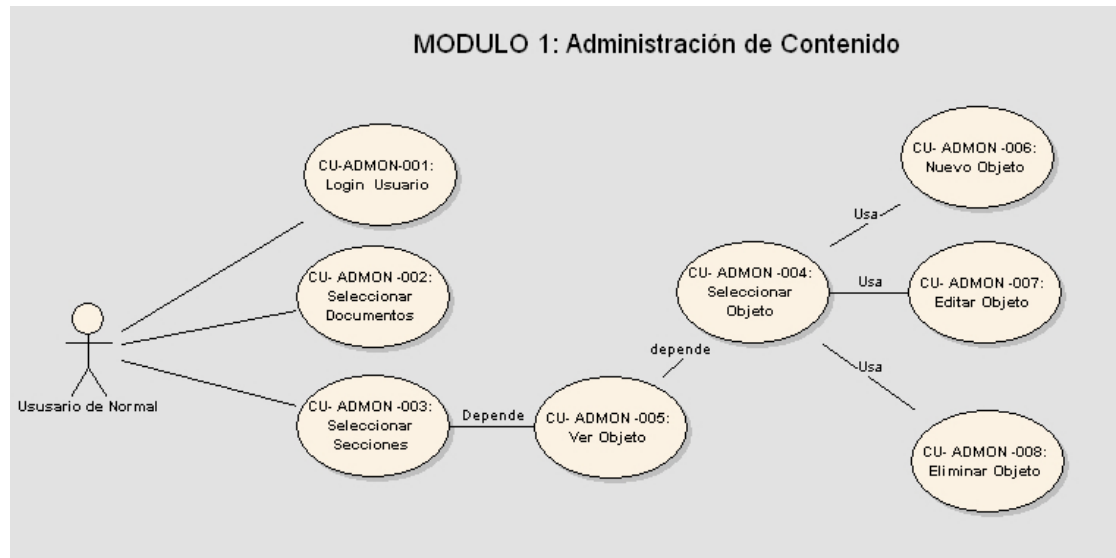 MODULO 1: Administración de Contenido
CU-ADMON-001:
Login Usuario
CU- ADMON -002:
Seleccionar
Documentos
CU- ADMON -003:
Seleccionar
Secciones
Ususario de Normal
Depende
CU- ADMON -005:
Ver Objeto
depende
CU- ADMON -004:
Seleccionar
Objeto
Usa
CU- ADMON -006:
Nuevo Objeto
Usa
CU- ADMON -007:
Editar Objeto
Usa
CU- ADMON -008:
Eliminar Objeto